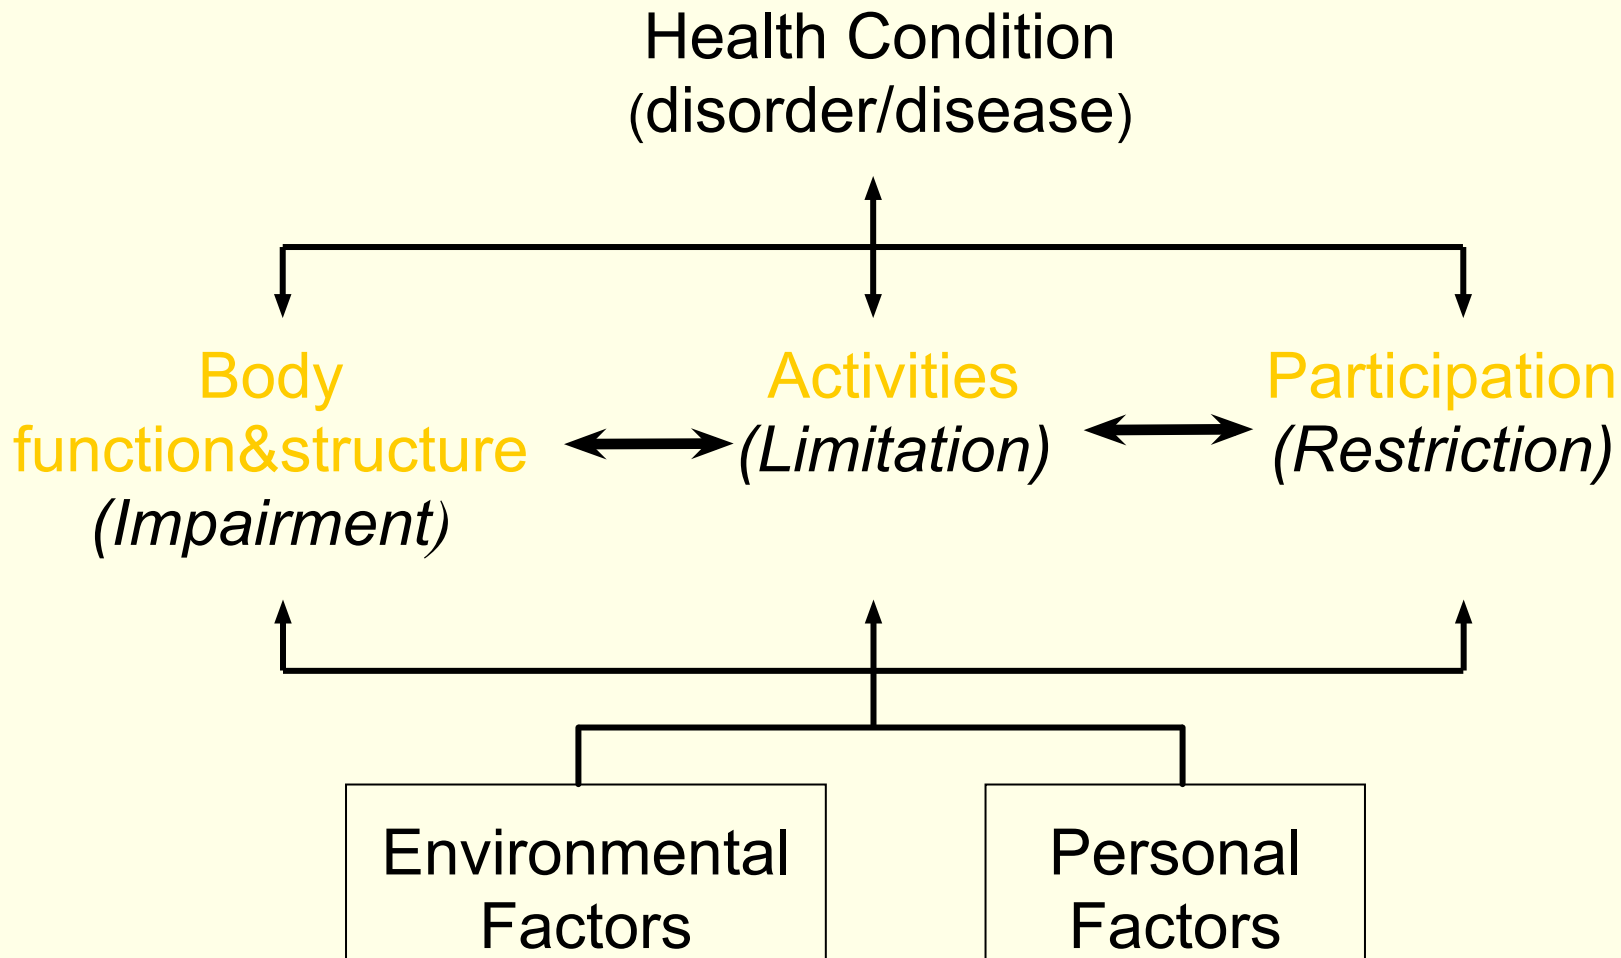 Health Condition
(disorder/disease)
Body
function&structure
(Impairment)
Activities
(Limitation)
Participation
(Restriction)
Environmental
Factors
Personal
Factors